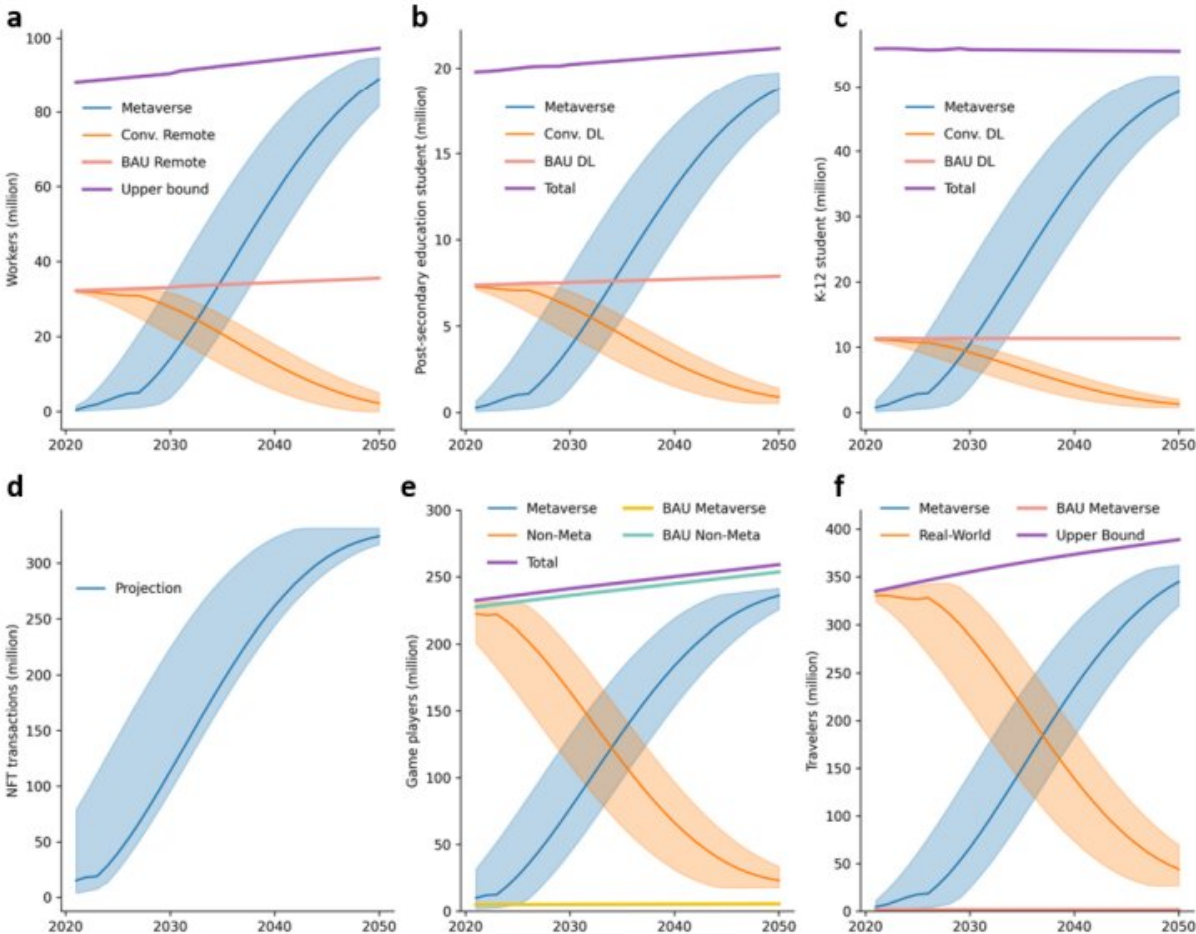 a
100
80
60
40
20
0
Workers (million)
Metaverse
Conv. Remote
BAU Remote
Upper bound
2020 2030 2040 2050
b
20
15
10
5
0
Post-secondary education student (million)
Metaverse
Conv. DL
BAU DL
Total
2020 2030 2040 2050
c
50
40
30
20
10
0
K-12 student (million)
Metaverse
Conv. DL
BAU DL
Total
2020 2030 2040 2050
d
300
250
200
150
100
50
0
NFT transactions (million)
Projection
2020 2030 2040 2050
e
Metaverse BAU Metaverse
Non-Meta BAU Non-Meta
Total
300
250
200
150
100
50
0
Game players (million)
2020 2030 2040 2050
f
Metaverse BAU Metaverse
Real-World Upper Bound
400
350
300
250
200
150
100
50
0
Travelers (million)
2020 2030 2040 2050